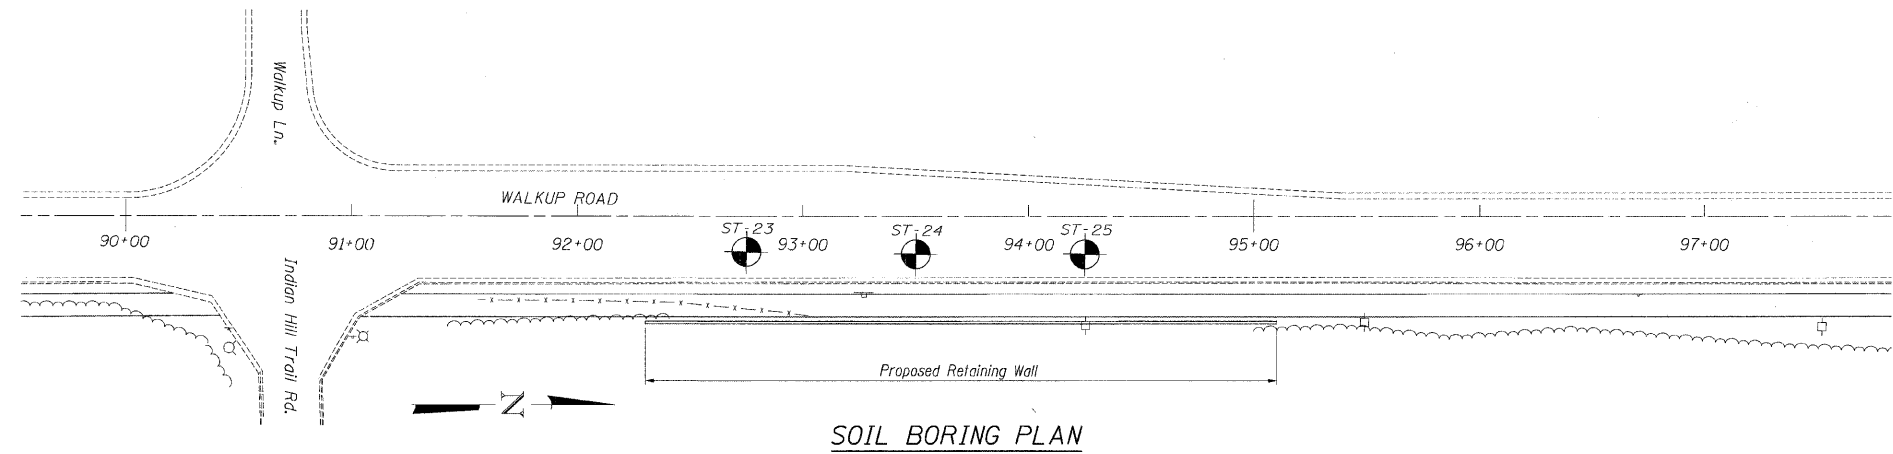 Walkup Ln.
WALKUP ROAD
ST-23
ST-24
ST-25
90+00
91+00
92+00
93+00
94+00
95+00
96+00
97+00
Indian Hill Trail Rd.
Proposed Retaining Wall
N
SOIL BORING PLAN